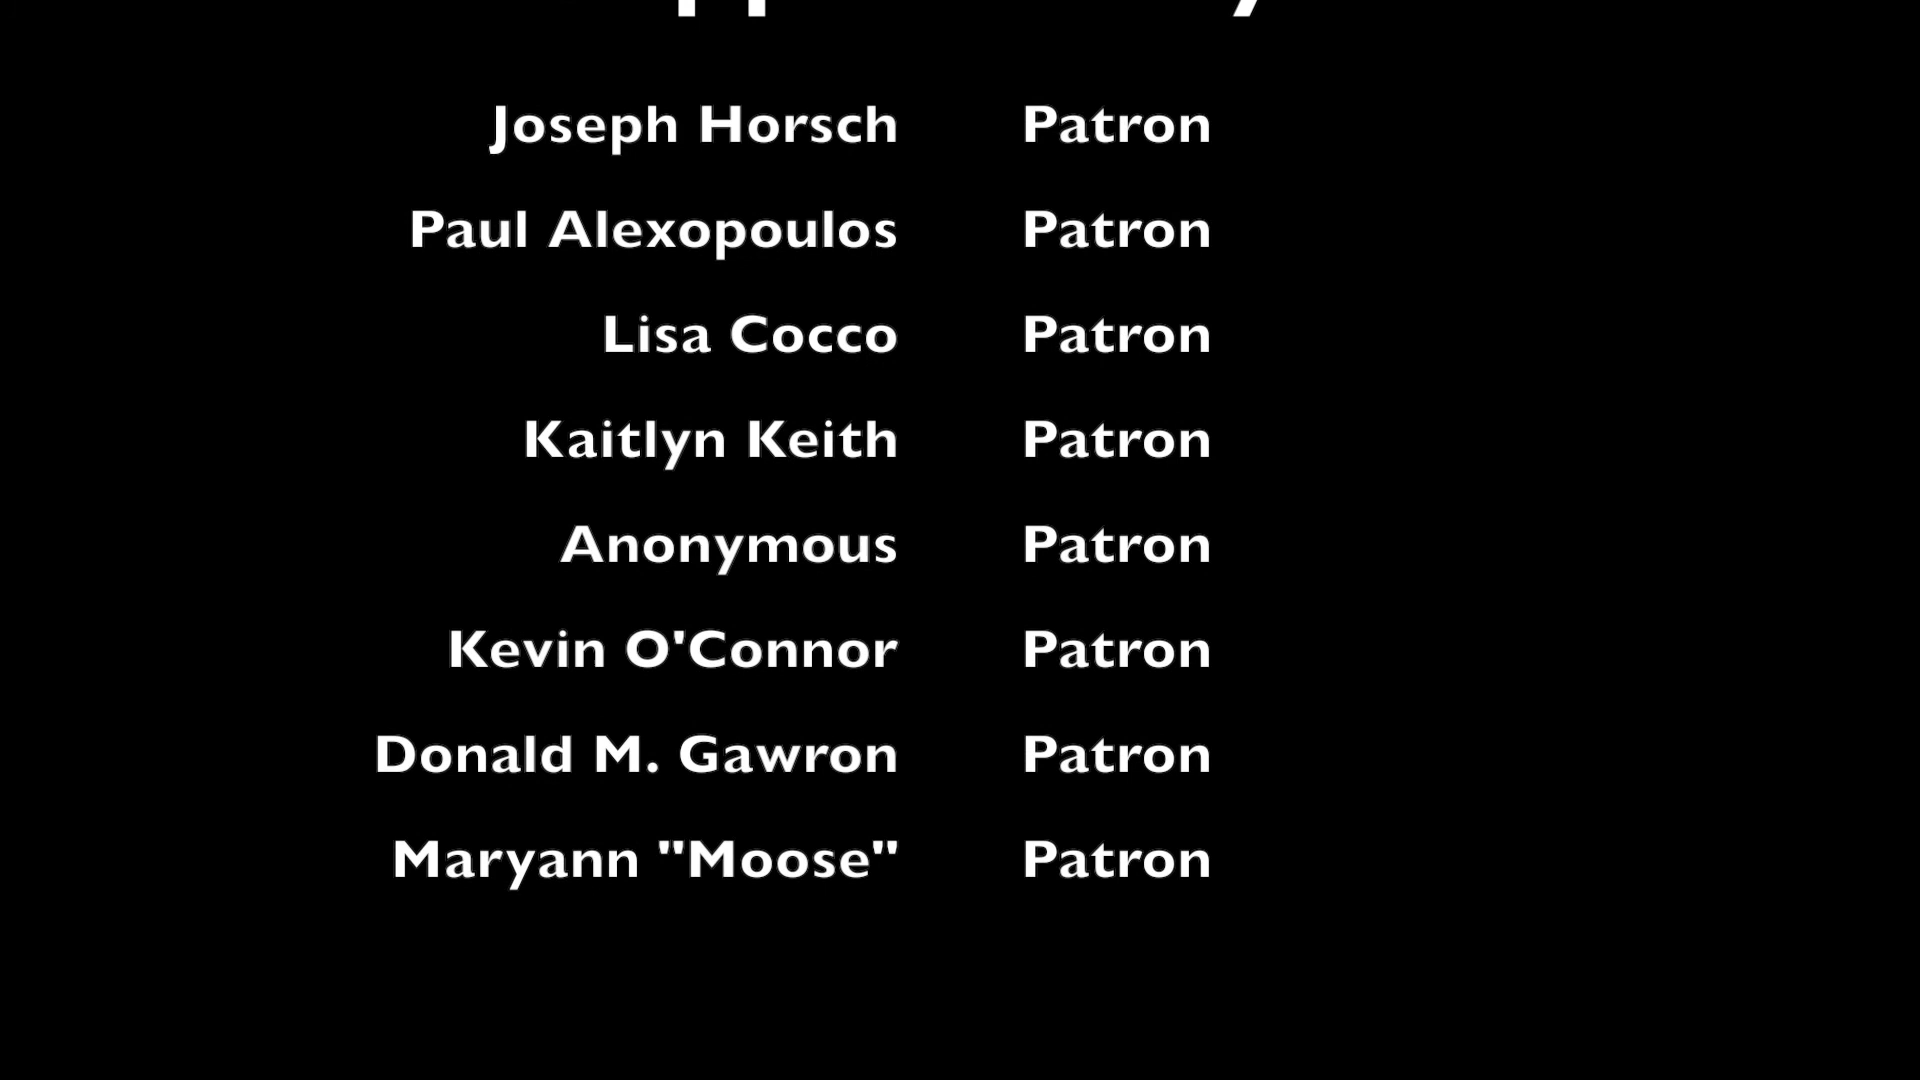 Joseph Horsch Patron
Paul Alexopoulos Patron
Lisa Cocco Patron
Kaitlyn Keith Patron
Anonymous Patron
Kevin O'Connor Patron
Donald M. Gawron Patron
Maryann "Moose" Patron